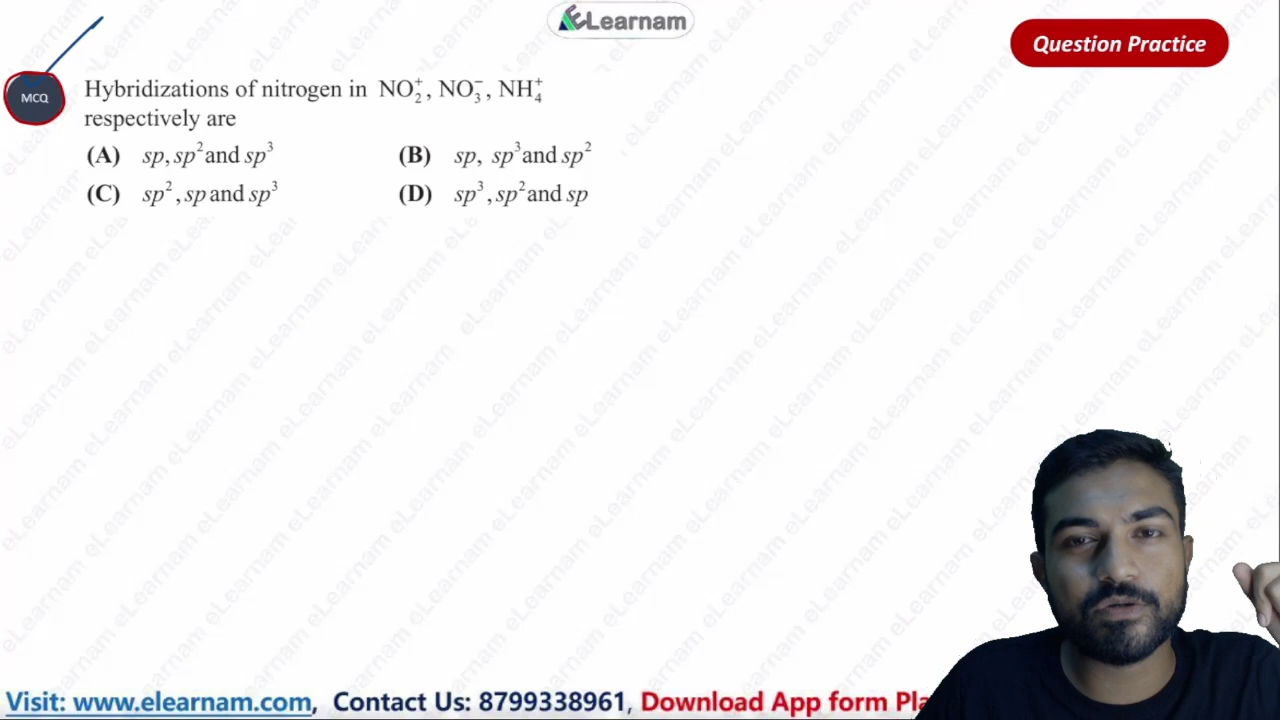 ELearnam
Question Practice
MCQ
Hybridizations of nitrogen in NO₂⁺, NO₃⁻, NH₄⁺
respectively are
(A) sp, sp² and sp³ (B) sp, sp³ and sp²
(C) sp², sp and sp³ (D) sp³, sp² and sp
Visit: www.elearnam.com, Contact Us: 8799338961, Download App form Pla